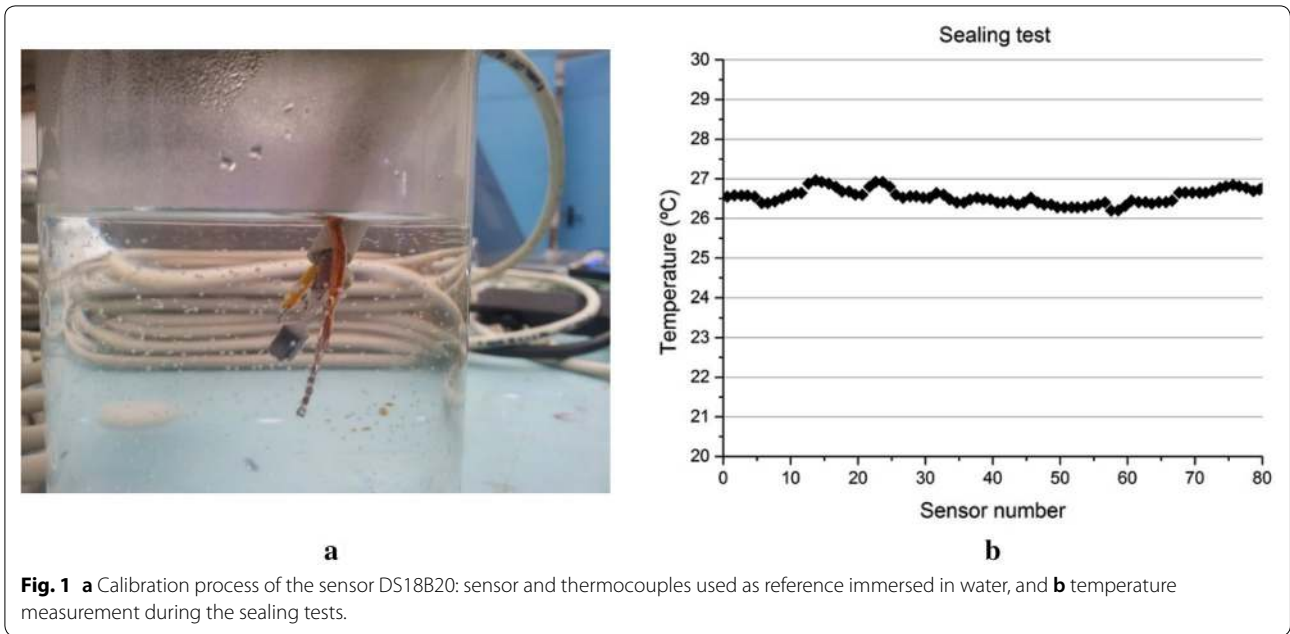 Sealing test
30
29
28
27
26
25
24
23
22
21
20
Temperature (ºC)
0 10 20 30 40 50 60 70 80
Sensor number
a
b
Fig. 1 a Calibration process of the sensor DS18B20: sensor and thermocouples used as reference immersed in water, and b temperature
measurement during the sealing tests.